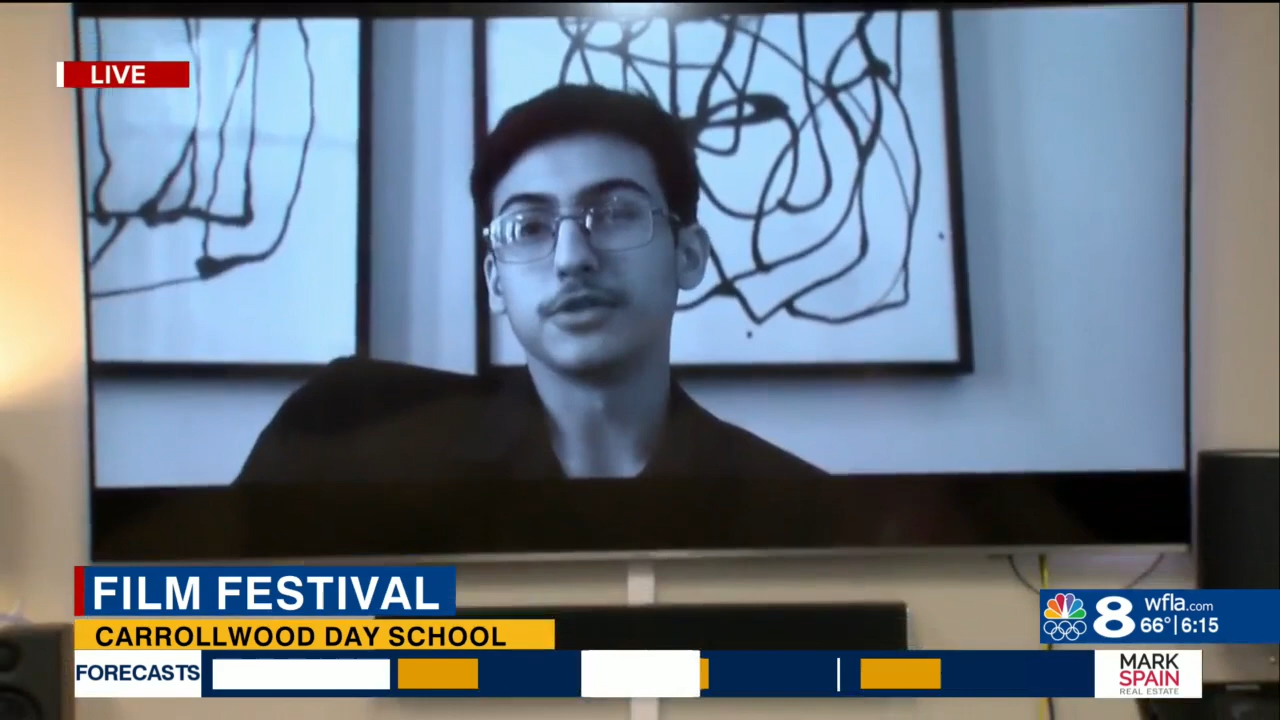 LIVE
FILM FESTIVAL
CARROLLWOOD DAY SCHOOL
8 wfla.com
66° 6:15
FORECASTS
MARK
SPAIN
REAL ESTATE